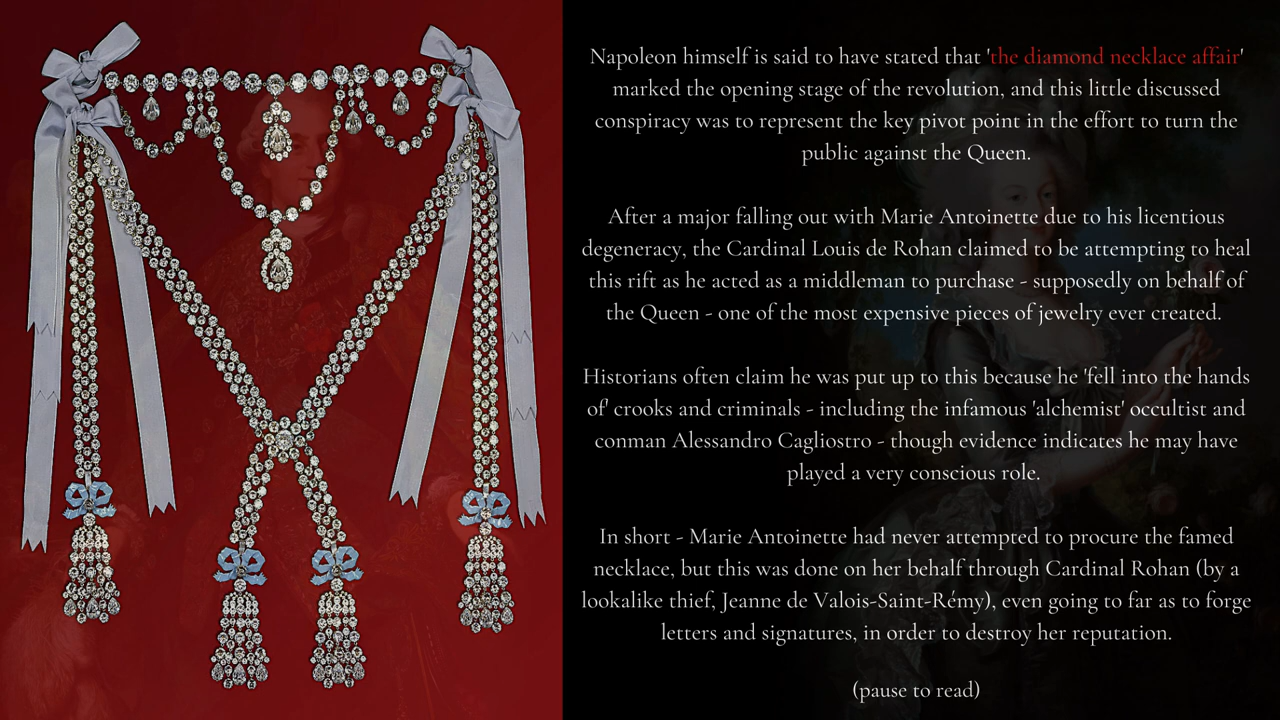 Napoleon himself is said to have stated that 'the diamond necklace affair'
marked the opening stage of the revolution, and this little discussed
conspiracy was to represent the key pivot point in the effort to turn the
public against the Queen.
After a major falling out with Marie Antoinette due to his licentious
degeneracy, the Cardinal Louis de Rohan claimed to be attempting to heal
this rift as he acted as a middleman to purchase - supposedly on behalf of
the Queen - one of the most expensive pieces of jewelry ever created.
Historians often claim he was put up to this because he 'fell into the hands
of' crooks and criminals - including the infamous 'alchemist' occultist and
conman Alessandro Cagliostro - though evidence indicates he may have
played a very conscious role.
In short - Marie Antoinette had never attempted to procure the famed
necklace, but this was done on her behalf through Cardinal Rohan (by a
lookalike thief, Jeanne de Valois-Saint-Rémy), even going to far as to forge
letters and signatures, in order to destroy her reputation.
(pause to read)